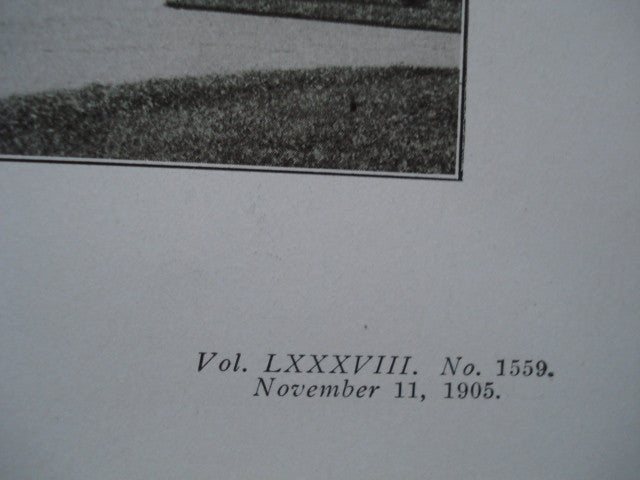 Vol. LXXXVIII. No. 1559.
November 11, 1905.